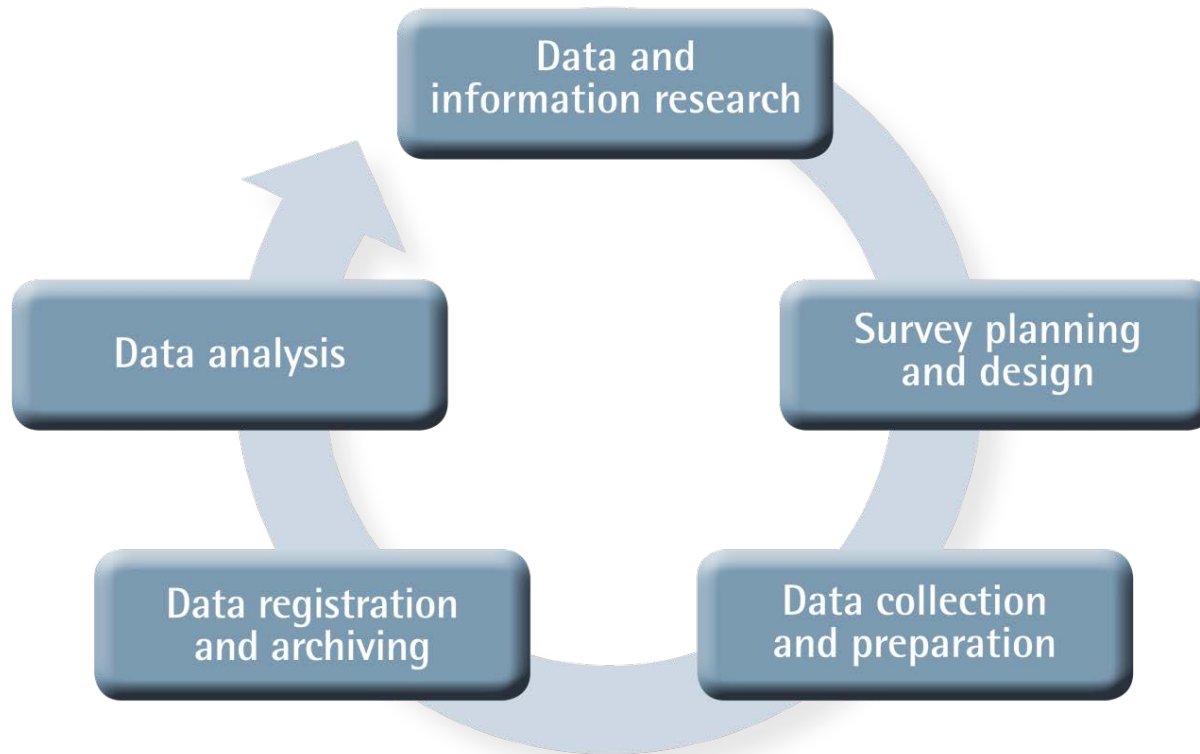 Data and
information research
Survey planning
and design
Data collection
and preparation
Data registration
and archiving
Data analysis